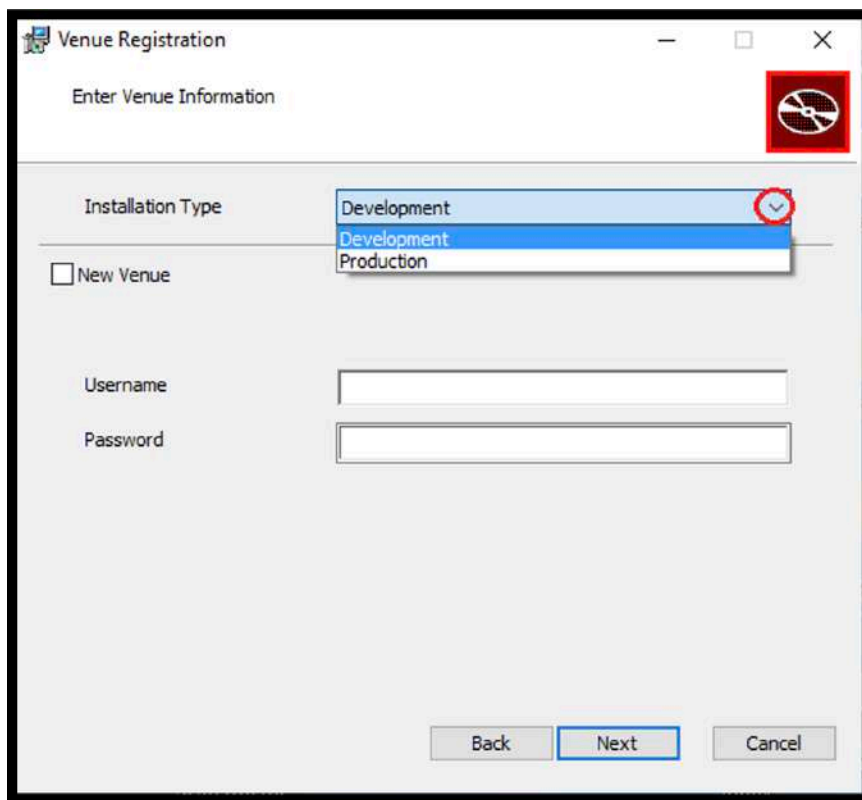 Venue Registration
Enter Venue Information
Installation Type
Development
Development
Production
New Venue
Username
Password
Back Next Cancel